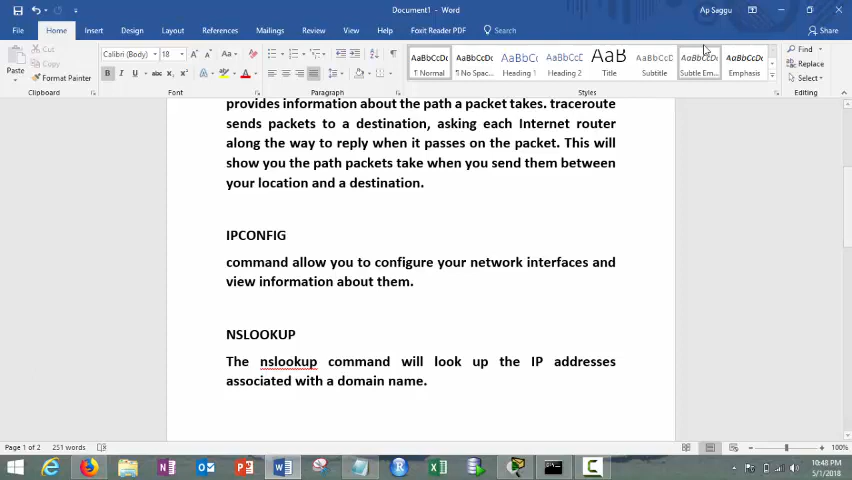 Document1 - Word
Ap Saggu
File Home Insert Design Layout References Mailings Review View Help Foxit Reader PDF Search Share
Cut
Copy
Format Painter
Paste
Clipboard
Calibri (Body) 18
Font
Paragraph
AaBbCcDc AaBbCcDc AaBbCc AaBbCcD AaB AaBbCcD AaBbCcDc AaBbCcDc
¶ Normal ¶ No Spac... Heading 1 Heading 2 Title Subtitle Subtle Em... Emphasis
Styles
Find
Replace
Select
Editing
provides information about the path a packet takes. traceroute
sends packets to a destination, asking each Internet router
along the way to reply when it passes on the packet. This will
show you the path packets take when you send them between
your location and a destination.
IPCONFIG
command allow you to configure your network interfaces and
view information about them.
NSLOOKUP
The nslookup command will look up the IP addresses
associated with a domain name.
Page 1 of 2 251 words
100%
10:48 PM
5/1/2018